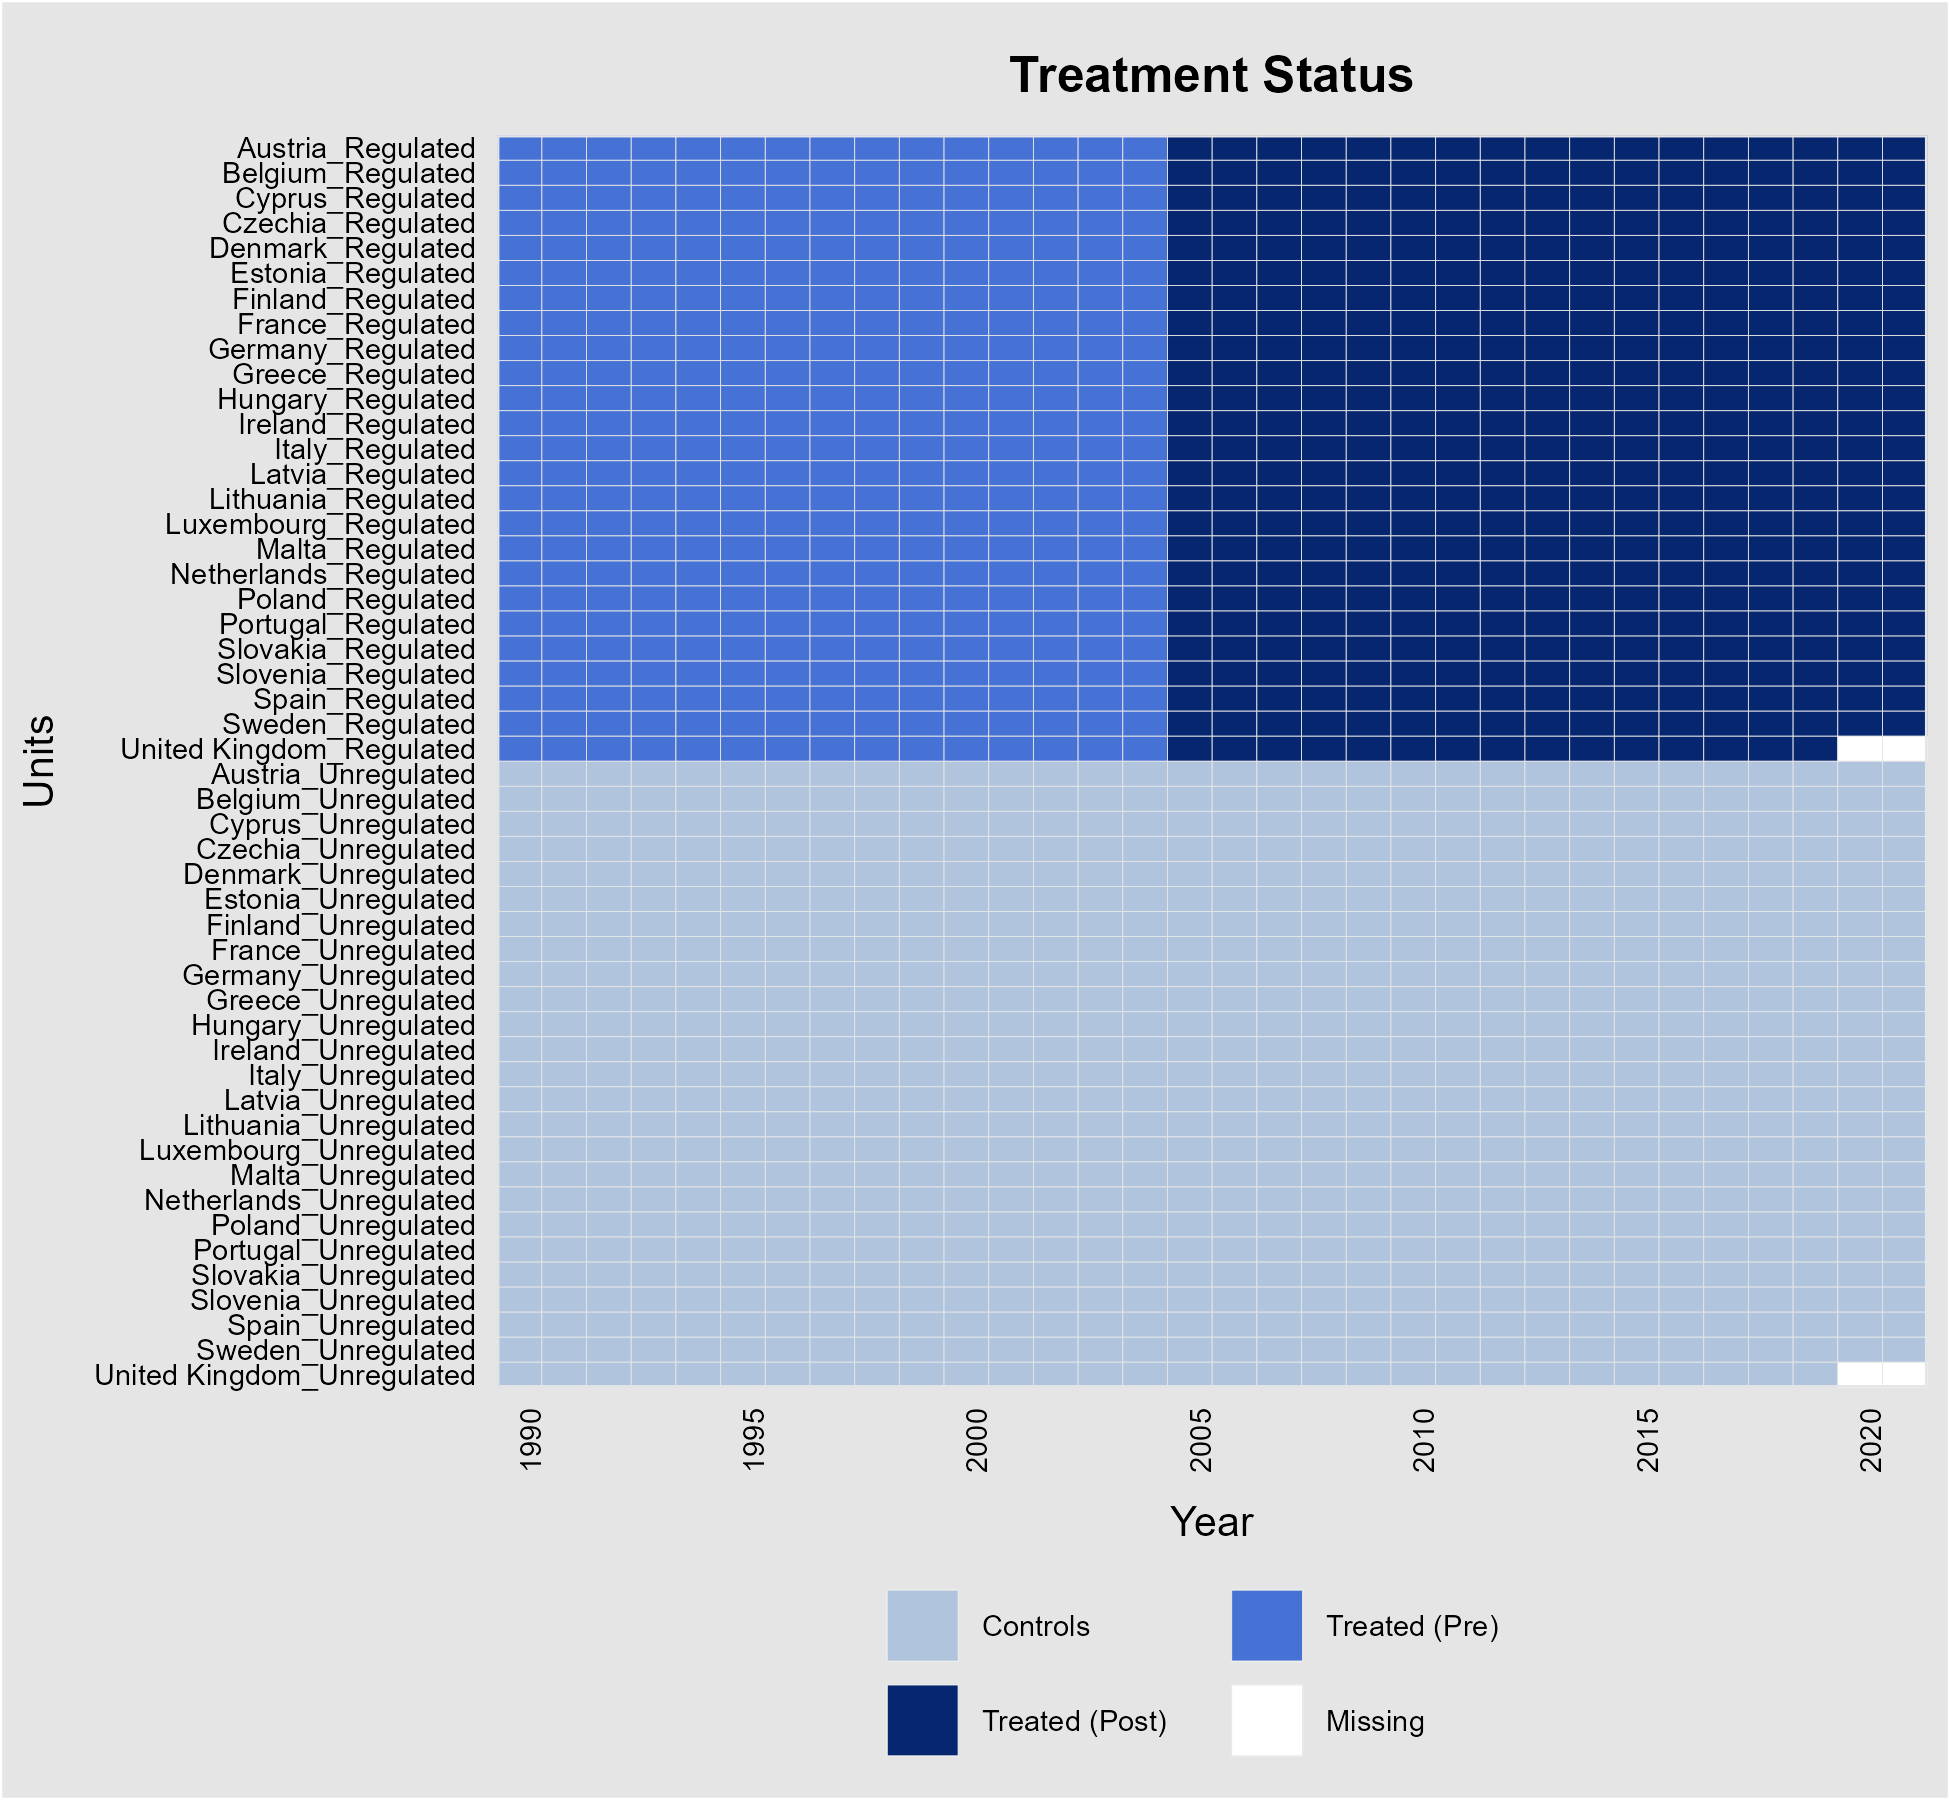 Treatment Status
Austria_Regulated
Belgium_Regulated
Cyprus_Regulated
Czechia_Regulated
Denmark_Regulated
Estonia_Regulated
Finland_Regulated
France_Regulated
Germany_Regulated
Greece_Regulated
Hungary_Regulated
Ireland_Regulated
Italy_Regulated
Latvia_Regulated
Lithuania_Regulated
Luxembourg_Regulated
Malta_Regulated
Netherlands_Regulated
Poland_Regulated
Portugal_Regulated
Slovakia_Regulated
Slovenia_Regulated
Spain_Regulated
Sweden_Regulated
United Kingdom_Regulated
Austria_Unregulated
Belgium_Unregulated
Cyprus_Unregulated
Czechia_Unregulated
Denmark_Unregulated
Estonia_Unregulated
Finland_Unregulated
France_Unregulated
Germany_Unregulated
Greece_Unregulated
Hungary_Unregulated
Ireland_Unregulated
Italy_Unregulated
Latvia_Unregulated
Lithuania_Unregulated
Luxembourg_Unregulated
Malta_Unregulated
Netherlands_Unregulated
Poland_Unregulated
Portugal_Unregulated
Slovakia_Unregulated
Slovenia_Unregulated
Spain_Unregulated
Sweden_Unregulated
United Kingdom_Unregulated
Units
1990
1995
2000
2005
2010
2015
2020
Year
Controls
Treated (Pre)
Treated (Post)
Missing